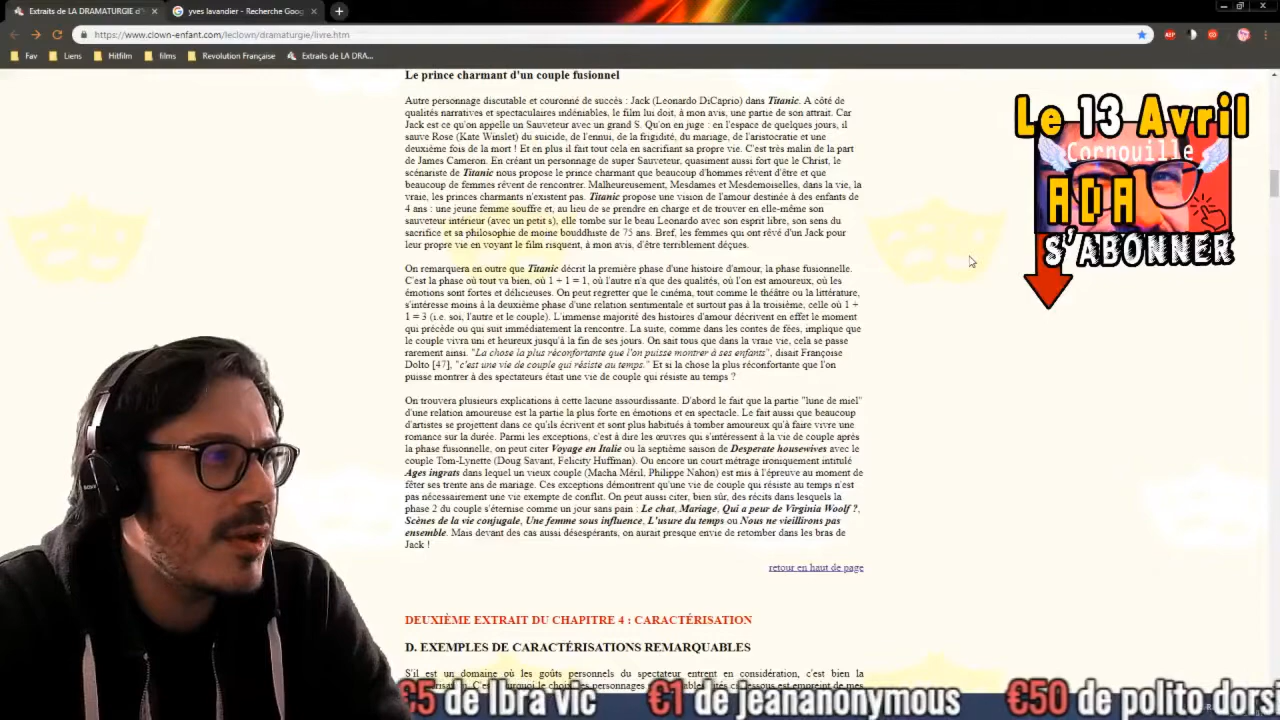 Extraits de LA DRAMATURGIE d'
yves lavandier - Recherche Goog
https://www.clown-enfant.com/leclown/dramaturgie/livre.htm
Fav
Liens
Hitfilm
films
Revolution Française
Extraits de LA DRA...
Le prince charmant d'un couple fusionnel
Autre personnage discutable et couronné de succès : Jack (Leonardo DiCaprio) dans Titanic. A côté de
qualités narratives et spectaculaires indéniables, le film lui doit, à mon avis, une partie de son attrait. Car
Jack est ce qu'on appelle un Sauveteur avec un grand S. Qu'on en juge : en l'espace de quelques jours, il
sauve Rose (Kate Winslet) du suicide, de l'ennui, de la frigidité, du mariage, de l'aristocratie et une
deuxième fois de la mort ! Et en plus il fait tout cela en sacrifiant sa propre vie. C'est très malin de la part
de James Cameron. En créant un personnage de super Sauveteur, quasiment aussi fort que le Christ, le
scénariste de Titanic nous propose le prince charmant que beaucoup d'hommes rêvent d'être et que
beaucoup de femmes rêvent de rencontrer. Malheureusement, Mesdames et Mesdemoiselles, dans la vie, la
vraie, les princes charmants n'existent pas. Titanic propose une vision de l'amour destinée à des enfants de
4 ans : une jeune femme souffre et, au lieu de se prendre en charge et de trouver en elle-même son
sauveteur intérieur (avec un petit s), elle tombe sur le beau Leonardo avec son esprit libre, son sens du
sacrifice et sa philosophie de moine bouddhiste de 75 ans. Bref, les femmes qui ont rêvé d'un Jack pour
leur propre vie en voyant le film risquent, à mon avis, d'être terriblement déçues.
On remarquera en outre que Titanic décrit la première phase d'une histoire d'amour, la phase fusionnelle.
C'est la phase où tout va bien, où 1 + 1 = 1, où l'autre n'a que des qualités, où l'on est amoureux, où les
émotions sont fortes et délicieuses. On peut regretter que le cinéma, tout comme le théâtre ou la littérature,
s'intéresse moins à la deuxième phase d'une relation sentimentale et surtout pas à la troisième, celle où 1 +
1 = 3 (i.e. soi, l'autre et le couple). L'immense majorité des histoires d'amour décrivent en effet le moment
qui précède ou qui suit immédiatement la rencontre. La suite, comme dans les contes de fées, implique que
le couple vivra uni et heureux jusqu'à la fin de ses jours. On sait tous que dans la vraie vie, cela se passe
rarement ainsi. "La chose la plus réconfortante que l'on puisse montrer à ses enfants", disait Françoise
Dolto [47], "c'est une vie de couple qui résiste au temps." Et si la chose la plus réconfortante que l'on
puisse montrer à des spectateurs était une vie de couple qui résiste au temps ?
On trouvera plusieurs explications à cette lacune assourdissante. D'abord le fait que la partie "lune de miel"
d'une relation amoureuse est la partie la plus forte en émotions et en spectacle. Le fait aussi que beaucoup
d'artistes se projettent dans ce qu'ils écrivent et sont plus habitués à tomber amoureux qu'à faire vivre une
romance sur la durée. Parmi les exceptions, c'est à dire les œuvres qui s'intéressent à la vie de couple après
la phase fusionnelle, on peut citer Voyage en Italie ou la septième saison de Desperate housewives avec le
couple Tom-Lynette (Doug Savant, Felicity Huffman). Ou encore un court métrage ironiquement intitulé
Ages ingrats dans lequel un vieux couple (Macha Méril, Philippe Nahon) est mis à l'épreuve au moment de
fêter ses trente ans de mariage. Ces exceptions démontrent qu'une vie de couple qui résiste au temps n'est
pas nécessairement une vie exempte de conflit. On peut aussi citer, bien sûr, des récits dans lesquels la
phase 2 du couple s'éternise comme un jour sans pain : Le chat, Mariage, Qui a peur de Virginia Woolf ?,
Scènes de la vie conjugale, Une femme sous influence, L'usure du temps ou Nous ne vieillirons pas
ensemble. Mais devant des cas aussi désespérants, on aurait presque envie de retomber dans les bras de
Jack !
retour en haut de page
DEUXIÈME EXTRAIT DU CHAPITRE 4 : CARACTÉRISATION
D. EXEMPLES DE CARACTÉRISATIONS REMARQUABLES
S'il est un domaine où les goûts personnels du spectateur entrent en considération, c'est bien la
Le 13 Avril
Cornouille
ADA
S'ABONNER
€5 de Ibra vic
€1 de jeananonymous
€50 de polito dorsi